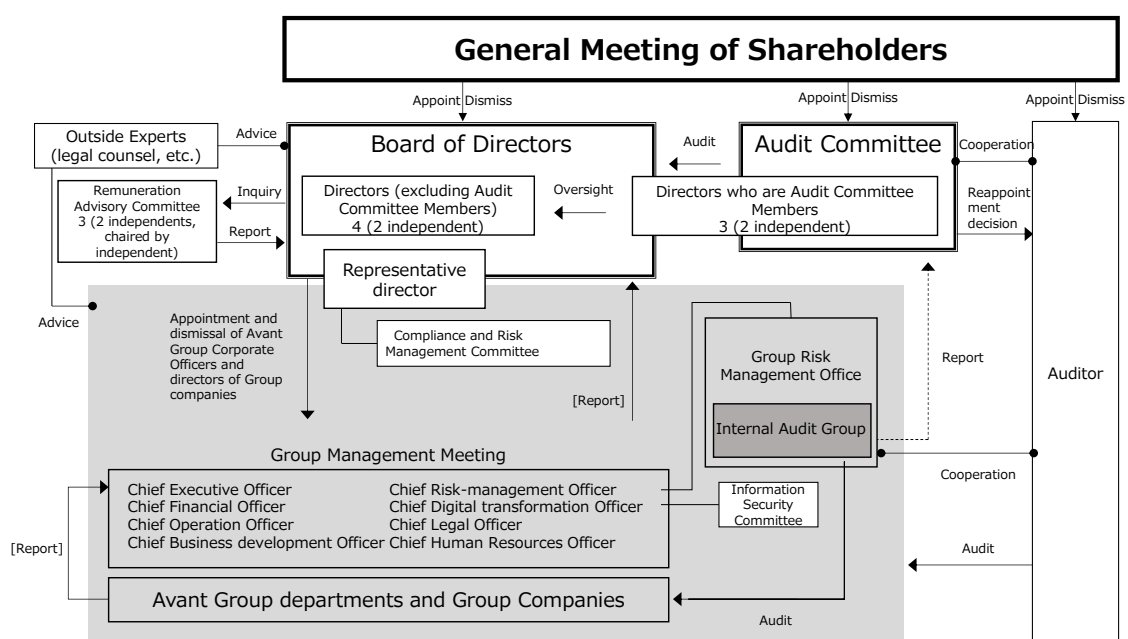 General Meeting of Shareholders
Appoint Dismiss
Appoint Dismiss
Appoint Dismiss
Outside Experts
(legal counsel, etc.)
Advice
Board of Directors
Audit
Audit Committee
Cooperation
Remuneration
Advisory Committee
3 (2 independents,
chaired by
independent)
Inquiry
Report
Directors (excluding Audit
Committee Members)
4 (2 independent)
Oversight
Directors who are Audit Committee
Members
3 (2 independent)
Reappoint
ment
decision
Representative
director
Advice
Appointment and
dismissal of Avant
Group Corporate
Officers and
directors of Group
companies
Compliance and Risk
Management Committee
[Report]
Group Risk
Management Office
Internal Audit Group
Report
Auditor
Cooperation
Group Management Meeting
Chief Executive Officer
Chief Financial Officer
Chief Operation Officer
Chief Business development Officer
Chief Risk-management Officer
Chief Digital transformation Officer
Chief Legal Officer
Chief Human Resources Officer
Information
Security
Committee
[Report]
Audit
Avant Group departments and Group Companies
Audit